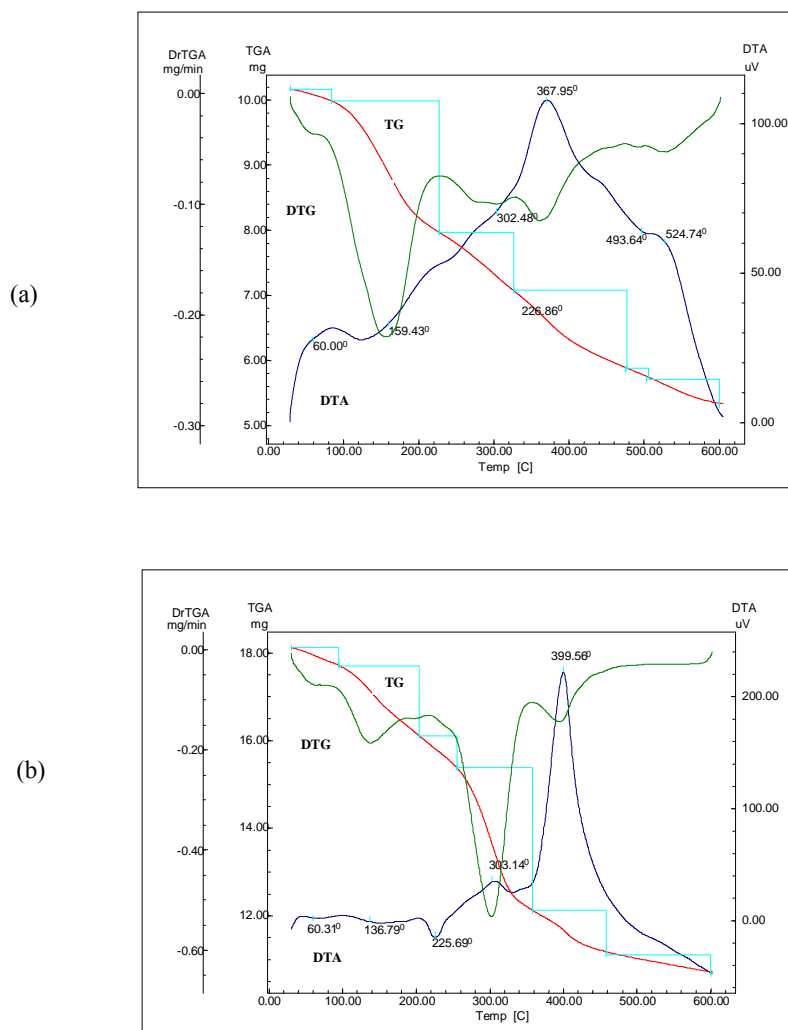 DrTGA TGA DTA
mg/min mg uV
367.95⁰
0.00 10.00 100.00
TG
9.00
DTG
-0.10
302.48⁰
8.00
493.64⁰ 524.74⁰
(a)
50.00
7.00
226.86⁰
-0.20
159.43⁰
60.00⁰
6.00
DTA
-0.30 5.00 0.00
0.00 100.00 200.00 300.00 400.00 500.00 600.00
Temp [C]
DrTGA TGA DTA
mg/min mg uV
399.56⁰
0.00 18.00
TG
200.00
DTG
-0.20 16.00
(b)
100.00
-0.40 14.00
303.14⁰
12.00 0.00
60.31⁰ 136.79⁰
225.69⁰
-0.60
DTA
0.00 100.00 200.00 300.00 400.00 500.00 600.00
Temp [C]